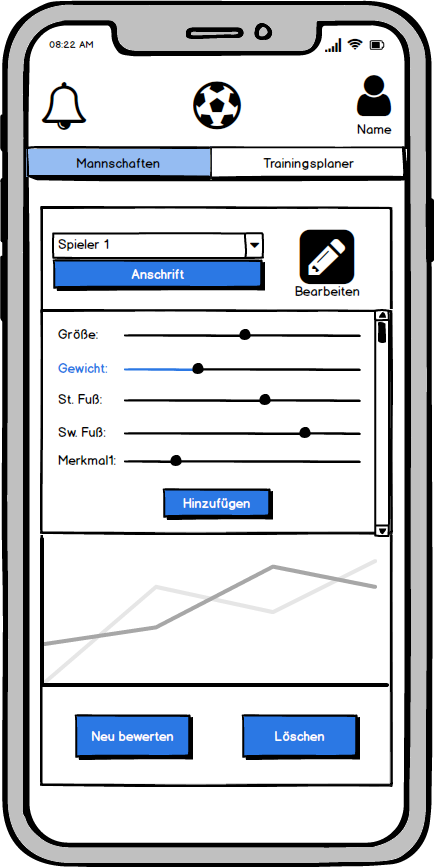 08:22 AM
Name
Mannschaften
Trainingsplaner
Spieler 1
Anschrift
Bearbeiten
Größe:
Gewicht:
St. Fuß:
Sw. Fuß:
Merkmal1:
Hinzufügen
Neu bewerten
Löschen